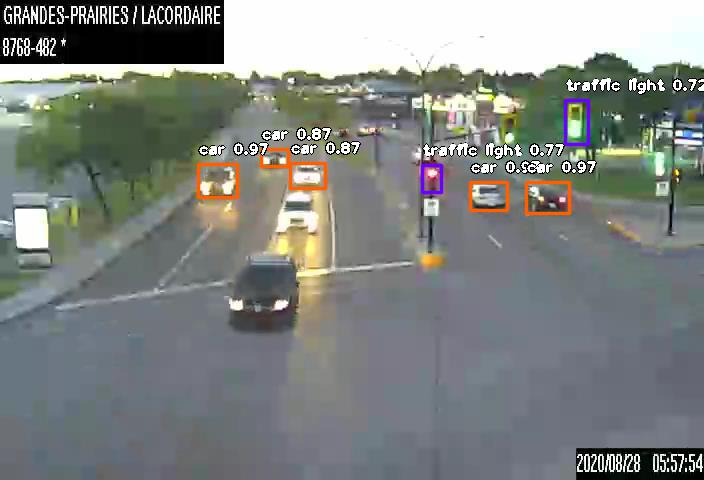 GRANDES-PRAIRIES / LACORDAIRE
8768-482 *
traffic light 0.72
car 0.87
car 0.97
car 0.87
traffic light 0.77
car 0.97
2020/08/28 05:57:54